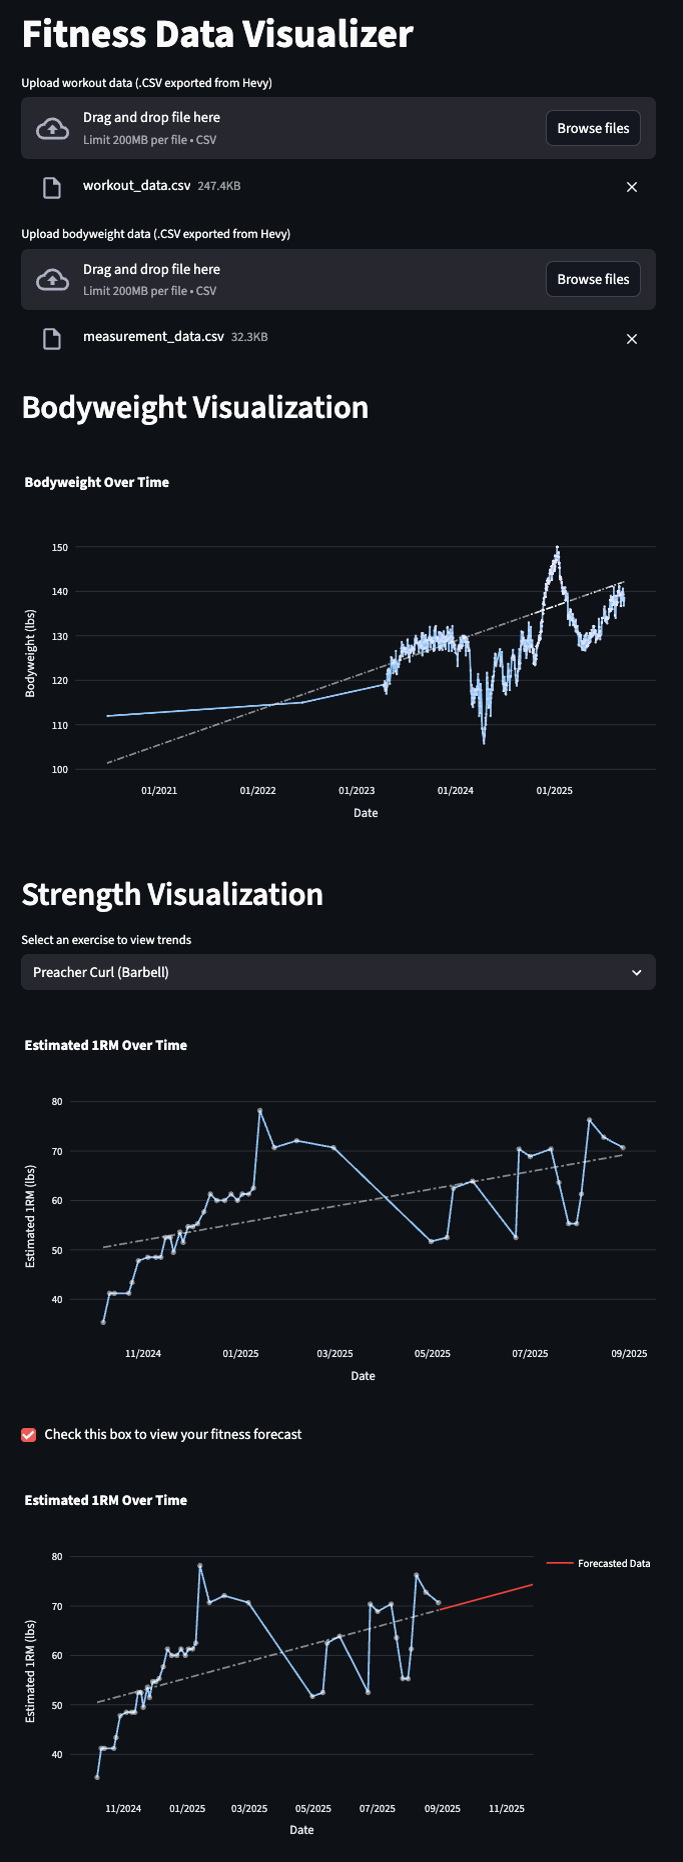 Fitness Data Visualizer
Upload workout data (.CSV exported from Hevy)
Drag and drop file here
Limit 200MB per file • CSV
Browse files
workout_data.csv 247.4KB
Upload bodyweight data (.CSV exported from Hevy)
Drag and drop file here
Limit 200MB per file • CSV
Browse files
measurement_data.csv 32.3KB
Bodyweight Visualization
Bodyweight Over Time
Bodyweight (lbs)
150
140
130
120
110
100
01/2021 01/2022 01/2023 01/2024 01/2025
Date
Strength Visualization
Select an exercise to view trends
Preacher Curl (Barbell)
Estimated 1RM Over Time
Estimated 1RM (lbs)
80
70
60
50
40
11/2024 01/2025 03/2025 05/2025 07/2025 09/2025
Date
Check this box to view your fitness forecast
Estimated 1RM Over Time
Estimated 1RM (lbs)
80
70
60
50
40
Forecasted Data
11/2024 01/2025 03/2025 05/2025 07/2025 09/2025 11/2025
Date